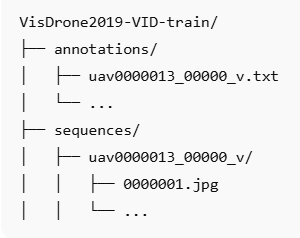 VisDrone2019-VID-train/
├── annotations/
│   ├── uav0000013_00000_v.txt
│   └── ...
├── sequences/
│   ├── uav0000013_00000_v/
│   │   ├── 0000001.jpg
│   │   └── ...